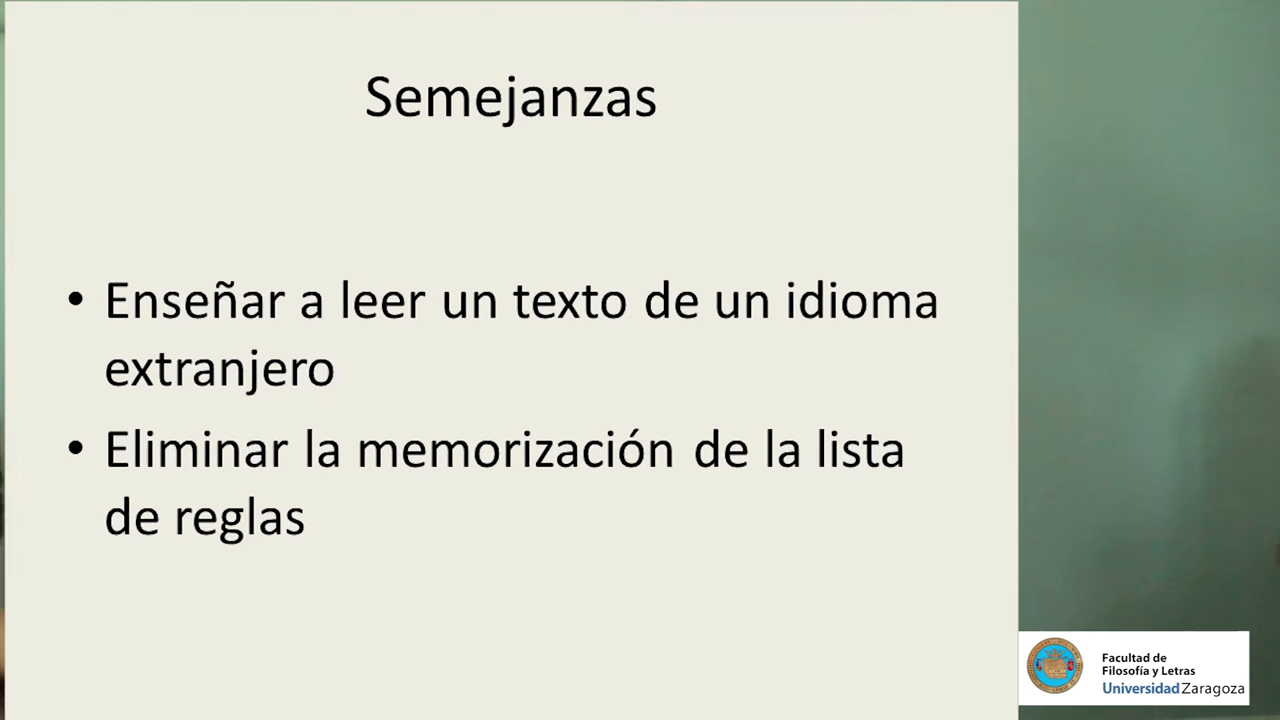 Semejanzas
• Enseñar a leer un texto de un idioma
extranjero
• Eliminar la memorización de la lista
de reglas
Facultad de
Filosofía y Letras
Universidad Zaragoza